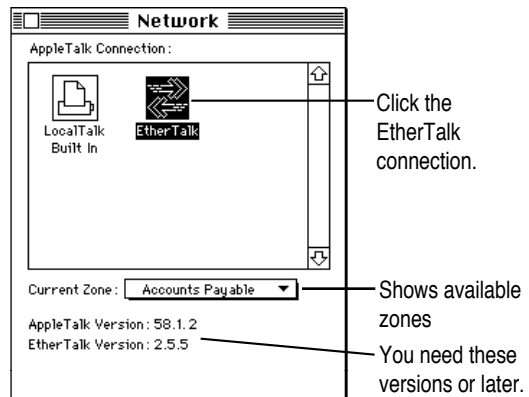 Network
AppleTalk Connection:
LocalTalk
Built In
EtherTalk
Click the
EtherTalk
connection.
Current Zone:
Accounts Payable
Shows available
zones
AppleTalk Version: 58.1.2
EtherTalk Version: 2.5.5
You need these
versions or later.